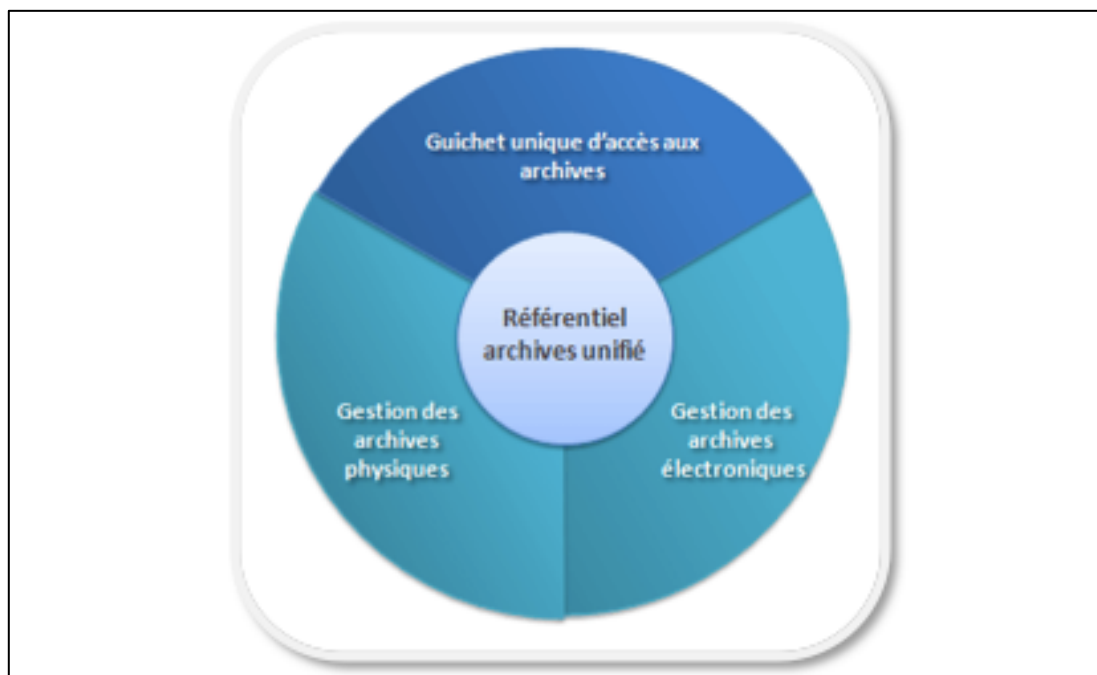 Guichet unique d'accès aux
archives
Référentiel
archives unifié
Gestion des
archives
physiques
Gestion des
archives
électroniques